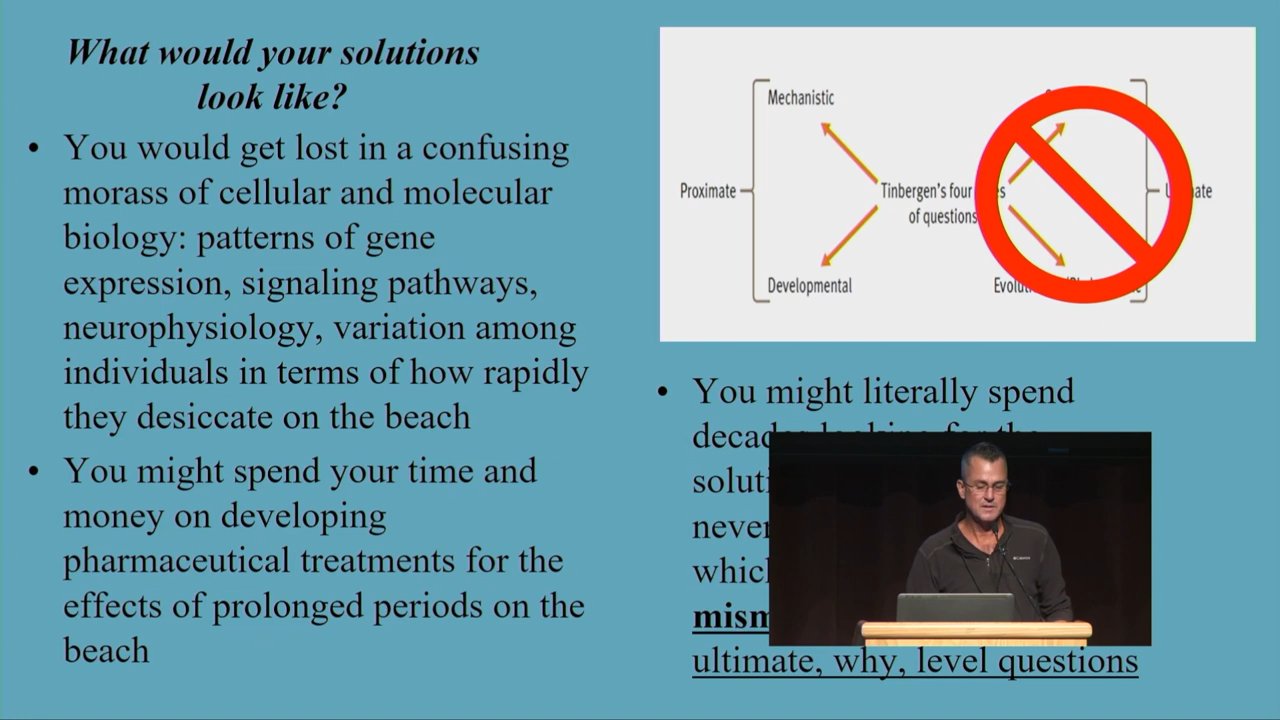 What would your solutions
look like?
• You would get lost in a confusing
morass of cellular and molecular
biology: patterns of gene
expression, signaling pathways,
neurophysiology, variation among
individuals in terms of how rapidly
they desiccate on the beach
• You might spend your time and
money on developing
pharmaceutical treatments for the
effects of prolonged periods on the
beach
Mechanistic
Proximate
Tinbergen's four
of questions
Developmental
• You might literally spend
never
ultimate, why, level questions